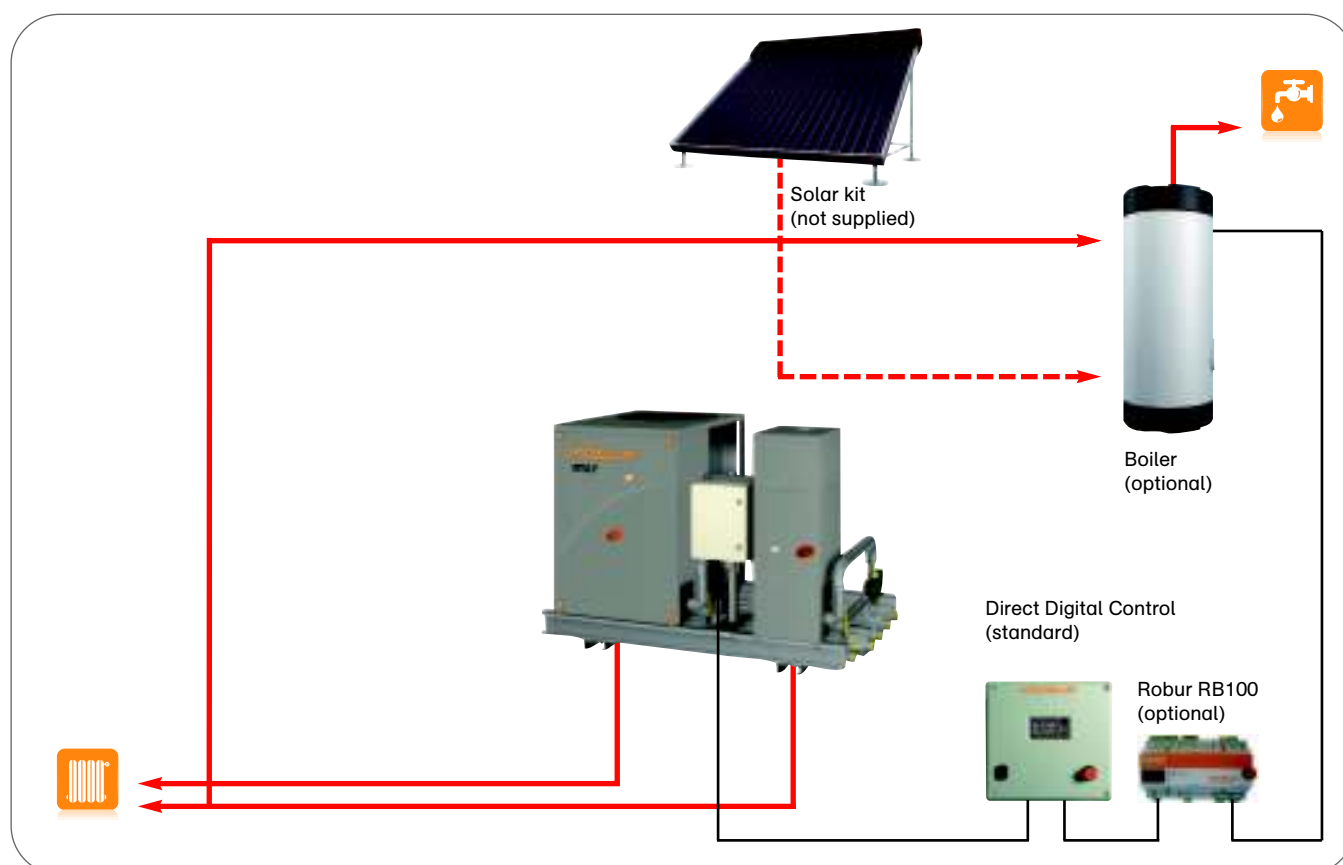 Solar kit
(not supplied)
Boiler
(optional)
Direct Digital Control
(standard)
Robur RB100
(optional)